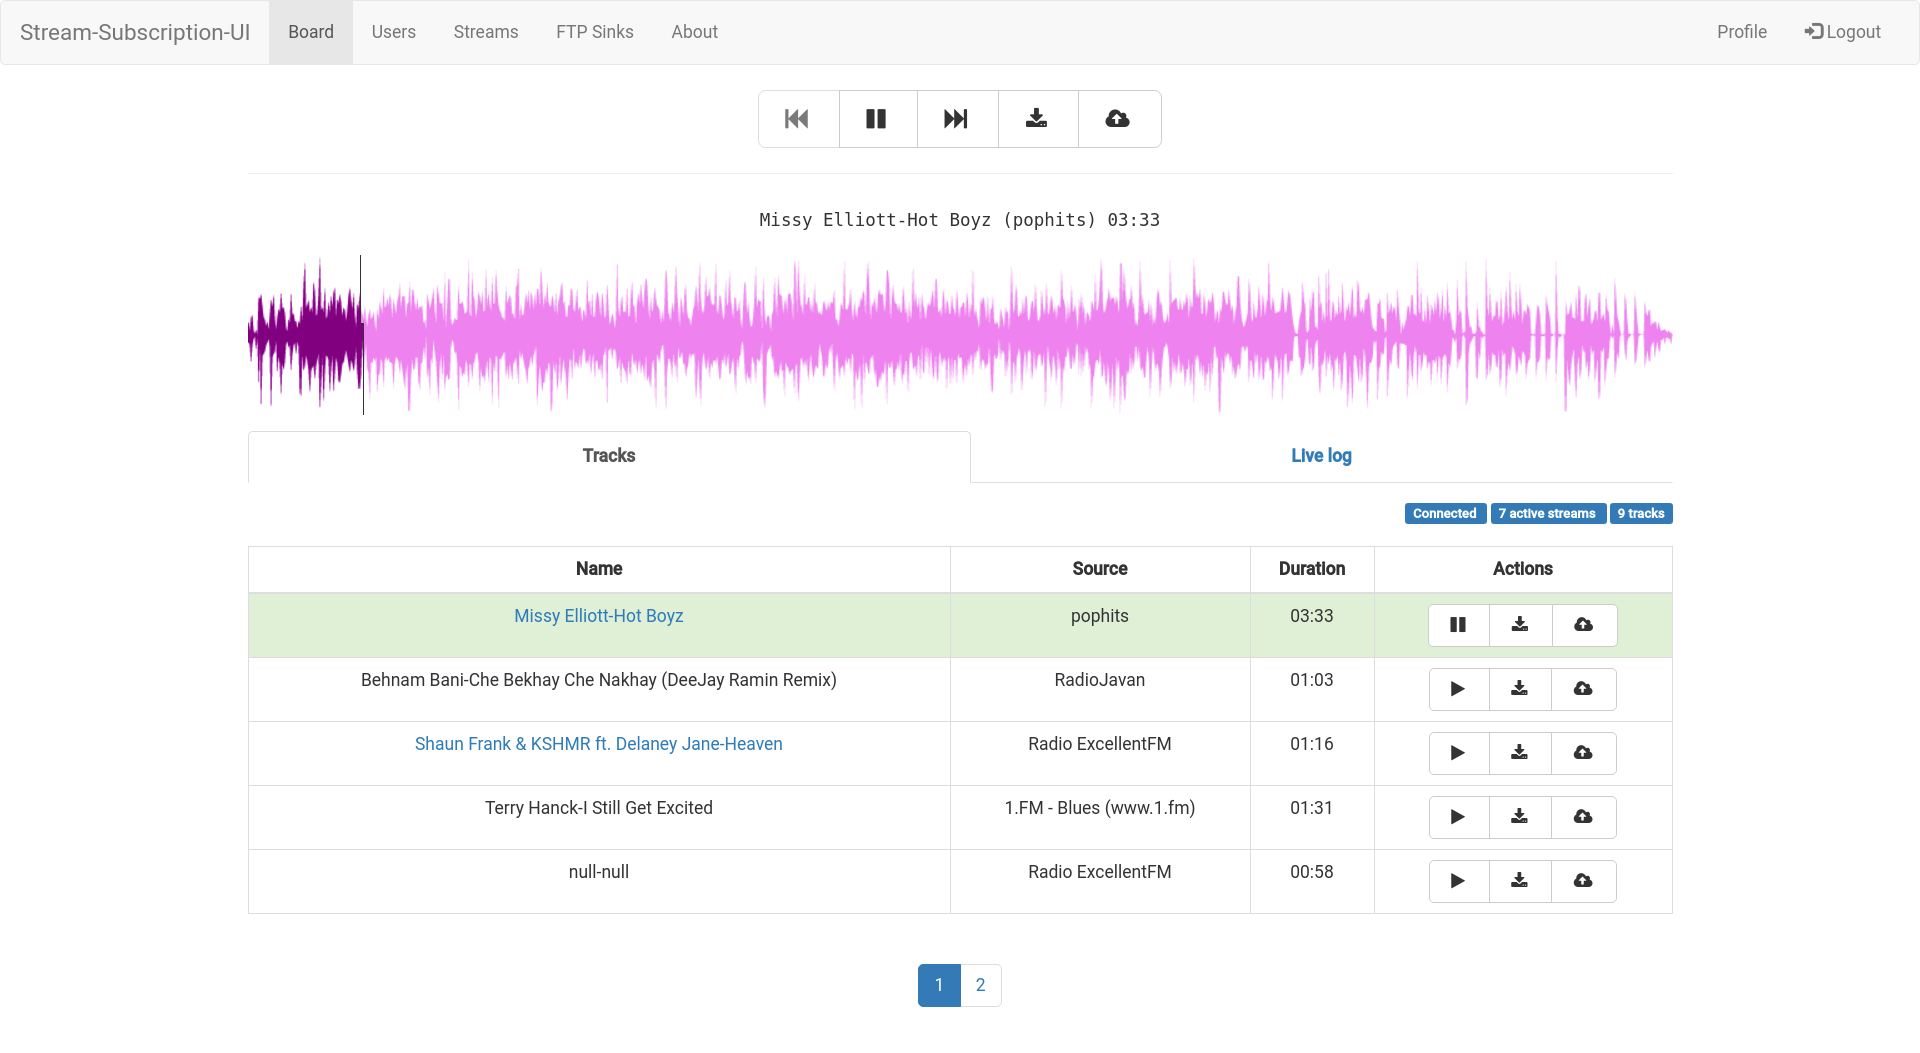 Stream-Subscription-UI Board Users Streams FTP Sinks About Profile Logout
Missy Elliott-Hot Boyz (pophits) 03:33
Tracks Live log
Connected 7 active streams 9 tracks
Name Source Duration Actions
Missy Elliott-Hot Boyz pophits 03:33
Behnam Bani-Che Bekhay Che Nakhay (DeeJay Ramin Remix) RadioJavan 01:03
Shaun Frank & KSHMR ft. Delaney Jane-Heaven Radio ExcellentFM 01:16
Terry Hanck-I Still Get Excited 1.FM - Blues (www.1.fm) 01:31
null-null Radio ExcellentFM 00:58
1 2